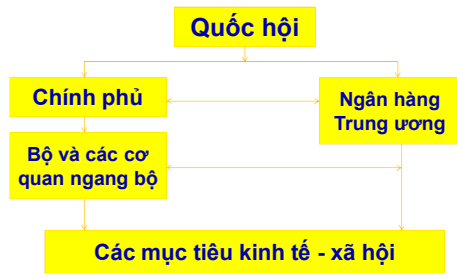 Quốc hội
Chính phủ
Ngân hàng
Trung ương
Bộ và các cơ
quan ngang bộ
Các mục tiêu kinh tế - xã hội